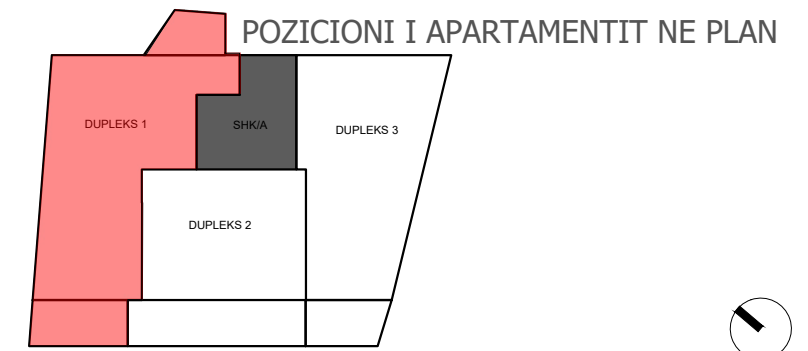 POZICIONI I APARTAMENTIT NE PLAN
DUPLEKS 1
SHK/A
DUPLEKS 3
DUPLEKS 2